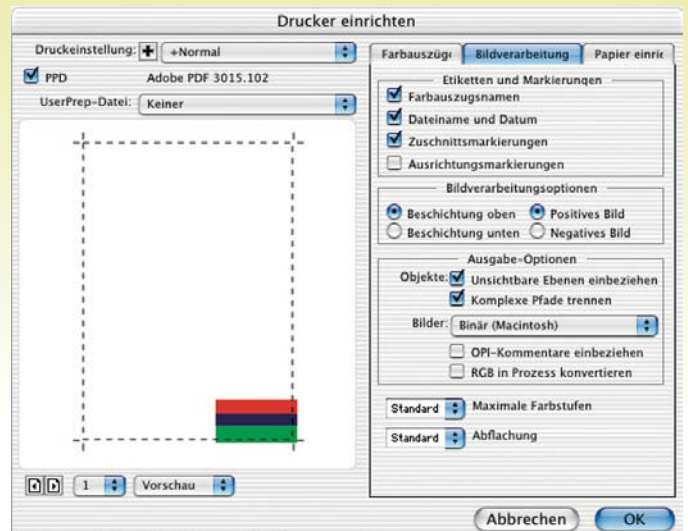 Drucker einrichten
Druckeinstellung: +Normal
PPD Adobe PDF 3015.102
UserPrep-Datei: Keiner
1 Vorschau
Farbauszüge Bildverarbeitung Papier einric
Etiketten und Markierungen
Farbauszugsnamen
Dateiname und Datum
Zuschnittsmarkierungen
Ausrichtungsmarkierungen
Bildverarbeitungsoptionen
Beschichtung oben Positives Bild
Beschichtung unten Negatives Bild
Ausgabe-Optionen
Objekte: Unsichtbare Ebenen einbeziehen
Komplexe Pfade trennen
Bilder: Binär (Macintosh)
OPI-Kommentare einbeziehen
RGB in Prozess konvertieren
Standard Maximale Farbstufen
Standard Abflachung
Abbrechen OK